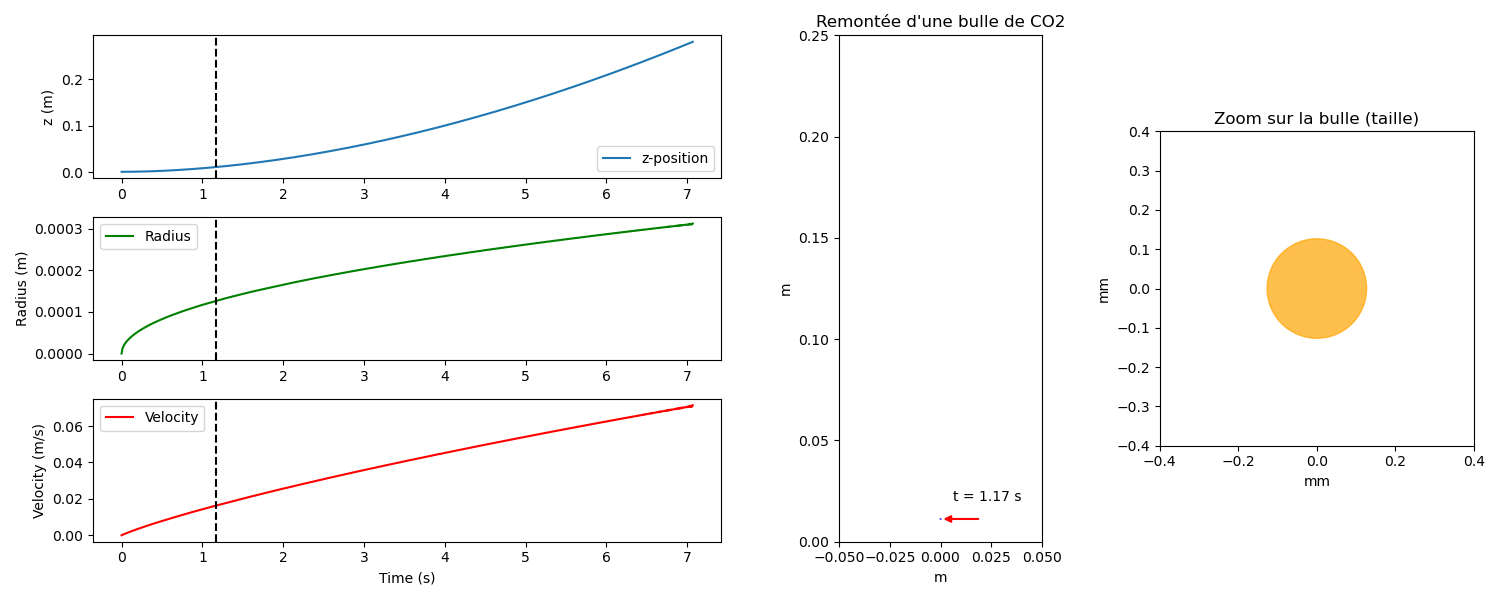 z (m)
0.2
0.1
0.0
z-position
0 1 2 3 4 5 6 7
Radius (m)
0.0003
0.0002
0.0001
0.0000
Radius
0 1 2 3 4 5 6 7
Velocity (m/s)
0.06
0.04
0.02
0.00
Velocity
0 1 2 3 4 5 6 7
Time (s)
Remontée d'une bulle de CO2
m
0.25
0.20
0.15
0.10
0.05
0.00
t = 1.17 s
−0.050 −0.025 0.000 0.025 0.050
m
Zoom sur la bulle (taille)
mm
0.4
0.3
0.2
0.1
0.0
−0.1
−0.2
−0.3
−0.4
−0.4 −0.2 0.0 0.2 0.4
mm